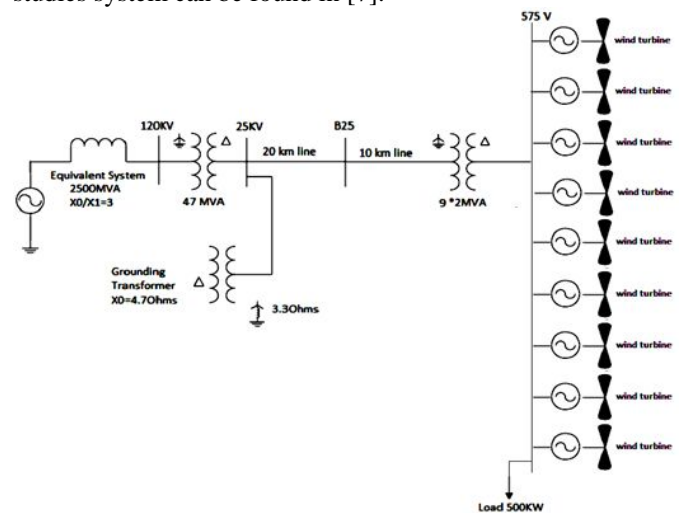 studies system can be found in [7].
575 V
wind turbine
wind turbine
120KV
25KV
B25
wind turbine
20 km line
10 km line
Equivalent System
2500MVA
X0/X1=3
47 MVA
9 *2MVA
wind turbine
wind turbine
Grounding
Transformer
X0=4.7Ohms
3.3Ohms
wind turbine
wind turbine
wind turbine
wind turbine
Load 500KW